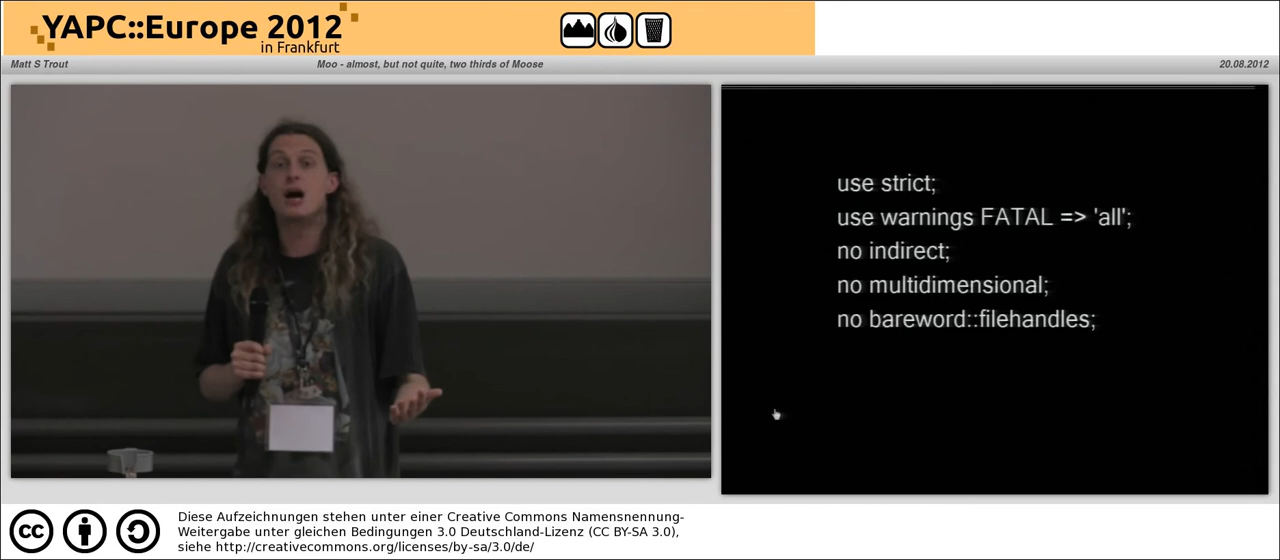 YAPC::Europe 2012
in Frankfurt
Matt S Trout
Moo - almost, but not quite, two thirds of Moose
20.08.2012
use strict;
use warnings FATAL => 'all';
no indirect;
no multidimensional;
no bareword::filehandles;
cc
Diese Aufzeichnungen stehen unter einer Creative Commons Namensnennung-
Weitergabe unter gleichen Bedingungen 3.0 Deutschland-Lizenz (CC BY-SA 3.0),
siehe http://creativecommons.org/licenses/by-sa/3.0/de/